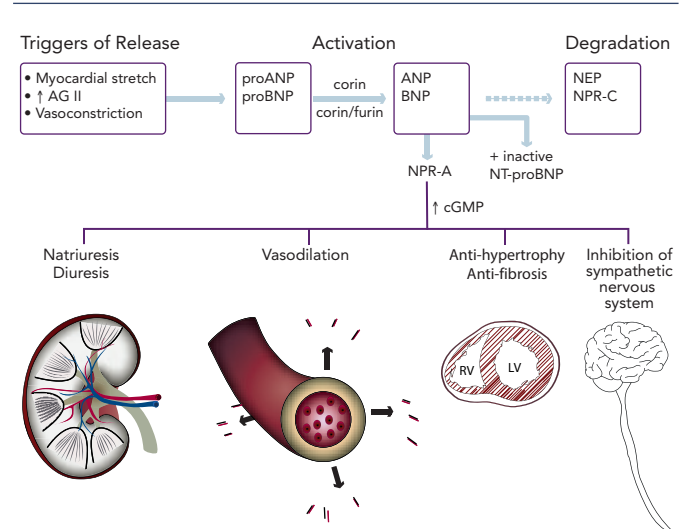 Triggers of Release
Activation
Degradation
• Myocardial stretch
• ↑ AG II
• Vasoconstriction
proANP
proBNP
corin
corin/furin
ANP
BNP
NEP
NPR-C
+ inactive
NT-proBNP
NPR-A
↑ cGMP
Natriuresis
Diuresis
Vasodilation
Anti-hypertrophy
Anti-fibrosis
Inhibition of
sympathetic
nervous
system
RV
LV